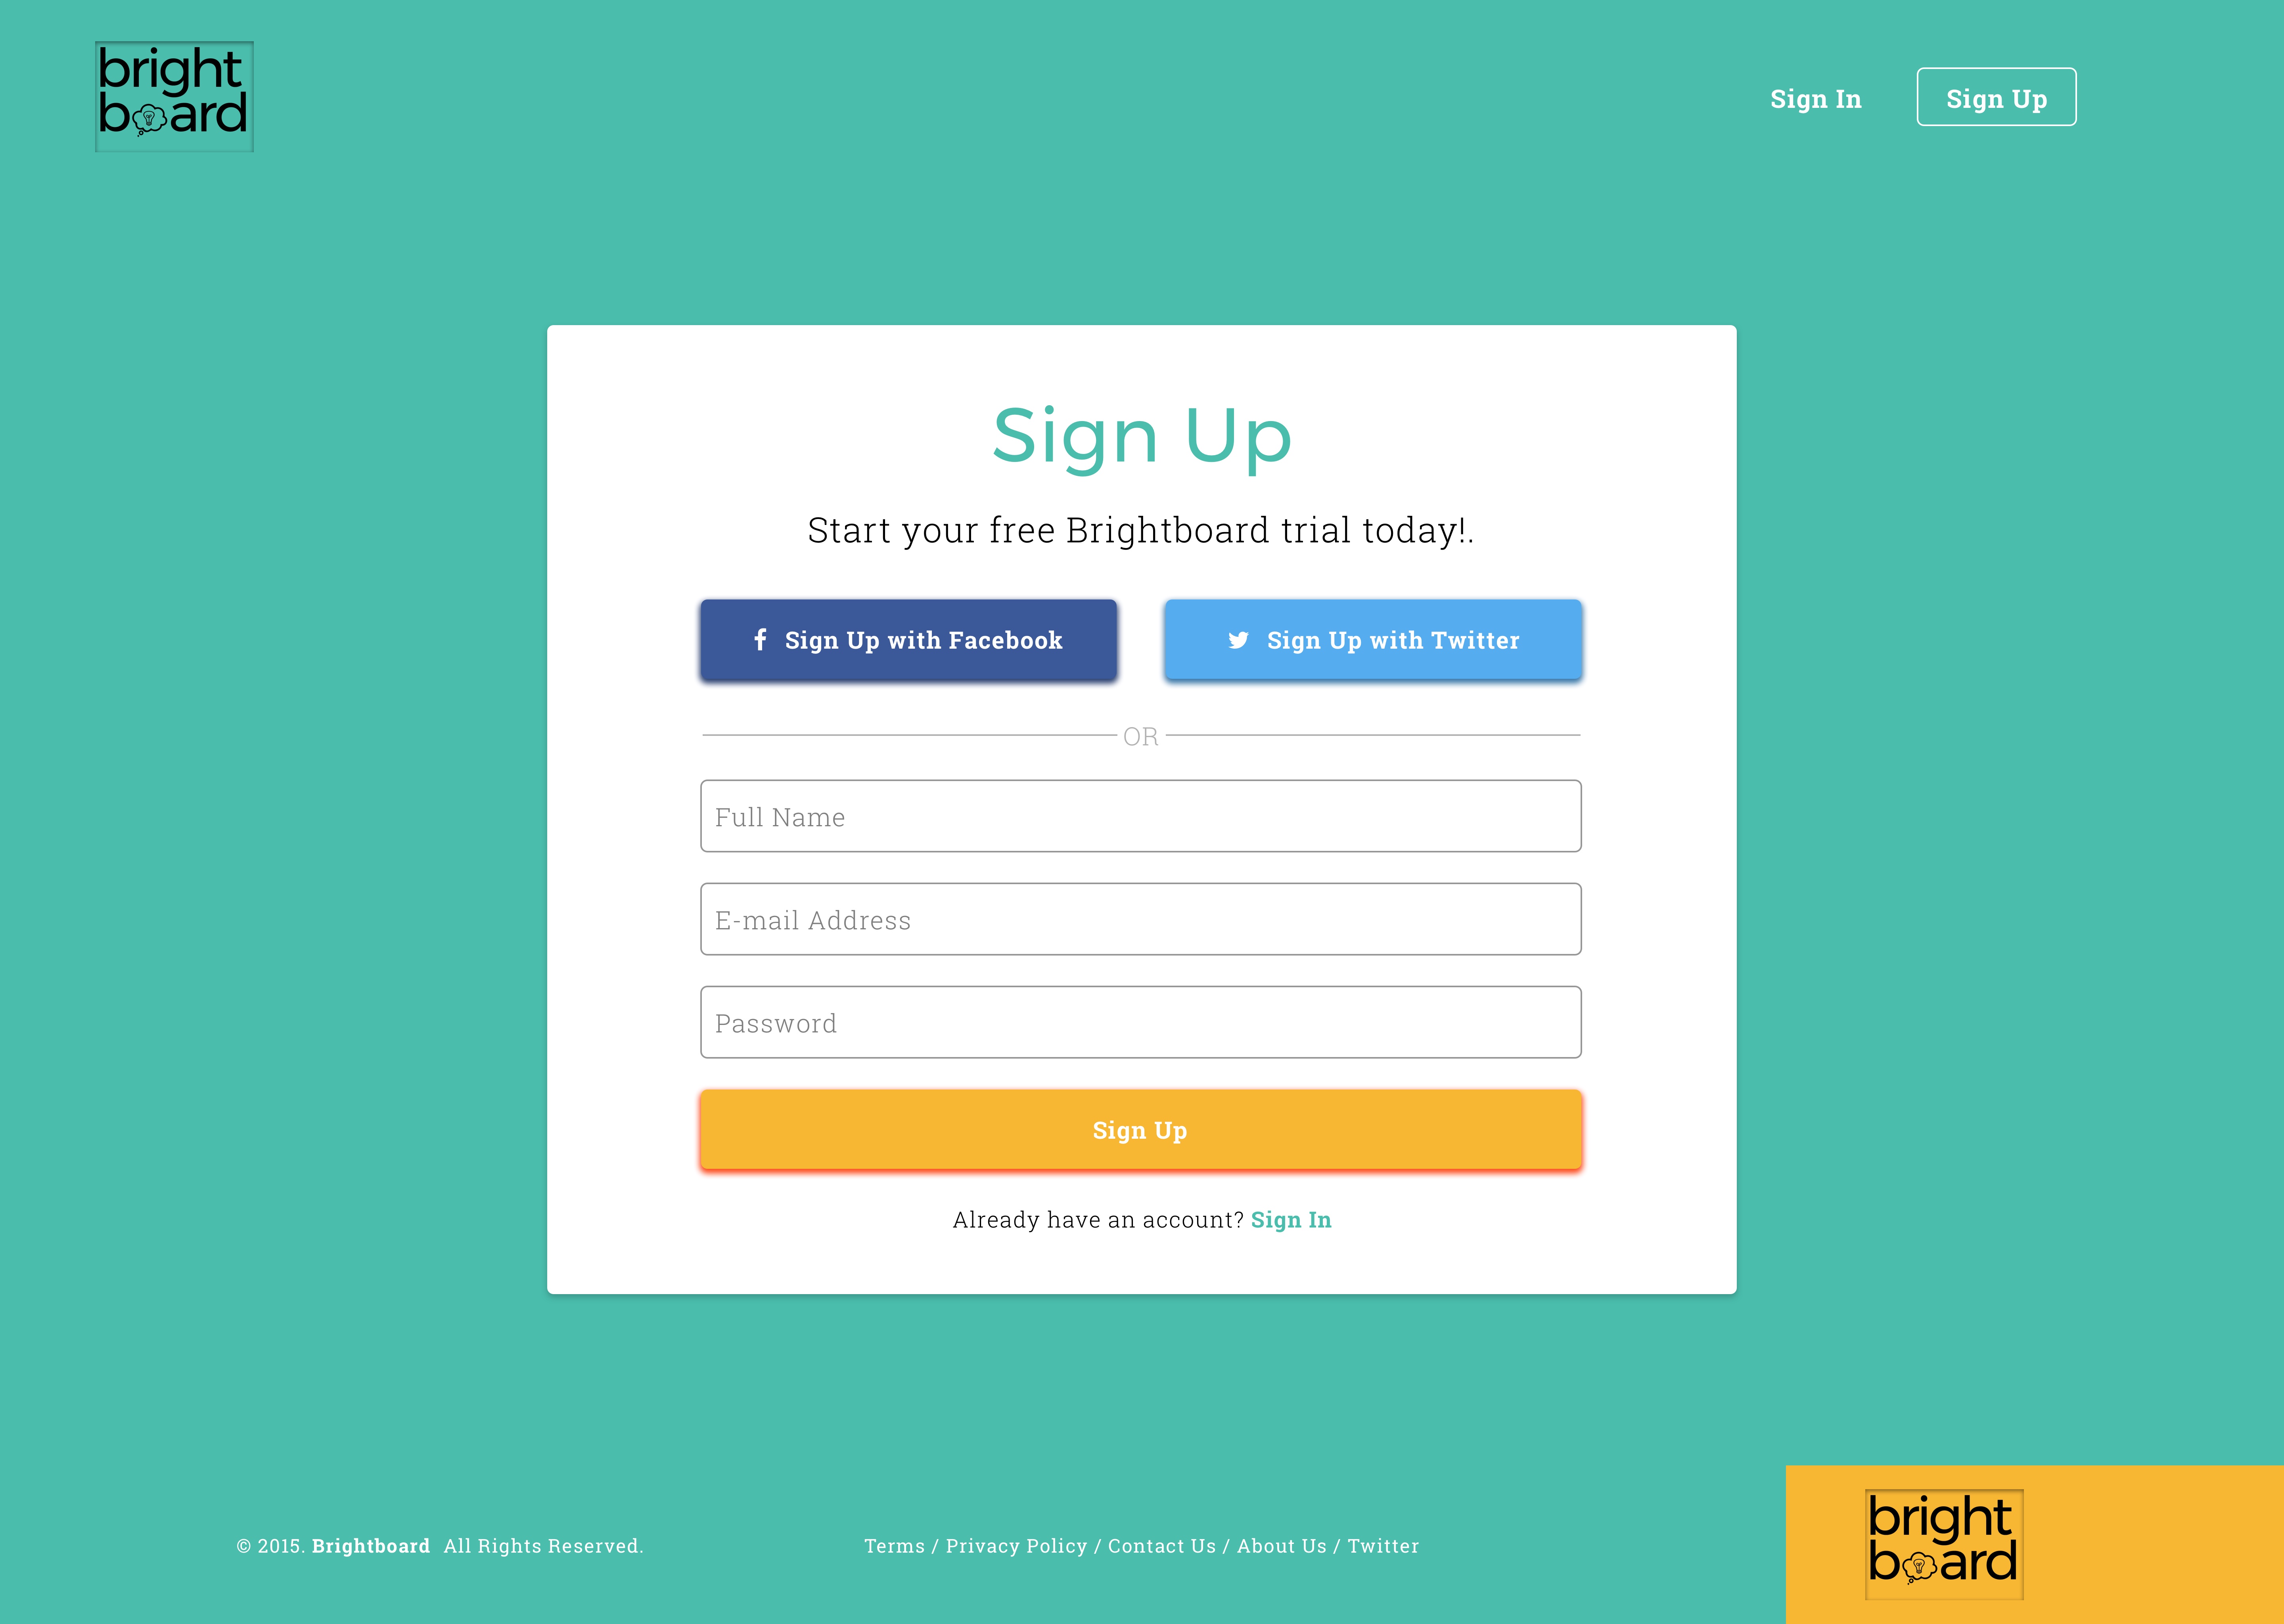 bright
board
Sign In
Sign Up
Sign Up
Start your free Brightboard trial today!.
Sign Up with Facebook
Sign Up with Twitter
OR
Full Name
E-mail Address
Password
Sign Up
Already have an account? Sign In
© 2015. Brightboard All Rights Reserved.
Terms / Privacy Policy / Contact Us / About Us / Twitter
bright
board